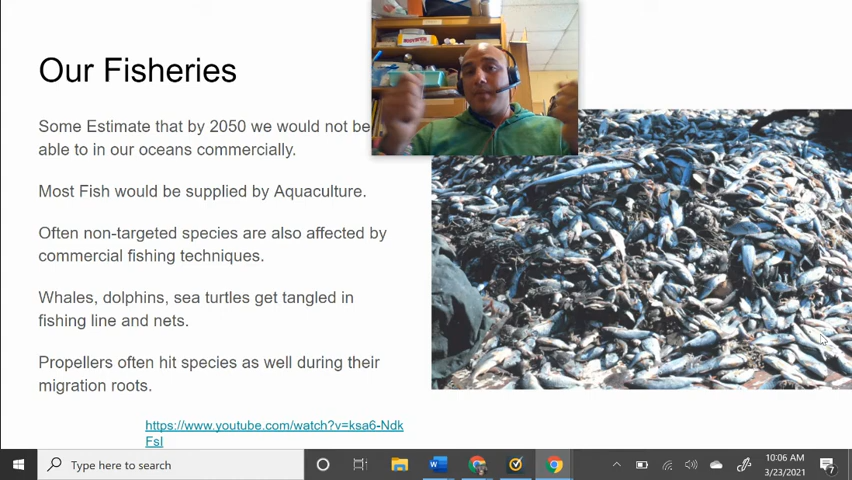 Our Fisheries
Some Estimate that by 2050 we would not be
able to in our oceans commercially.
Most Fish would be supplied by Aquaculture.
Often non-targeted species are also affected by
commercial fishing techniques.
Whales, dolphins, sea turtles get tangled in
fishing line and nets.
Propellers often hit species as well during their
migration roots.
https://www.youtube.com/watch?v=ksa6-Ndk
FsI
Type here to search
10:06 AM
3/23/2021